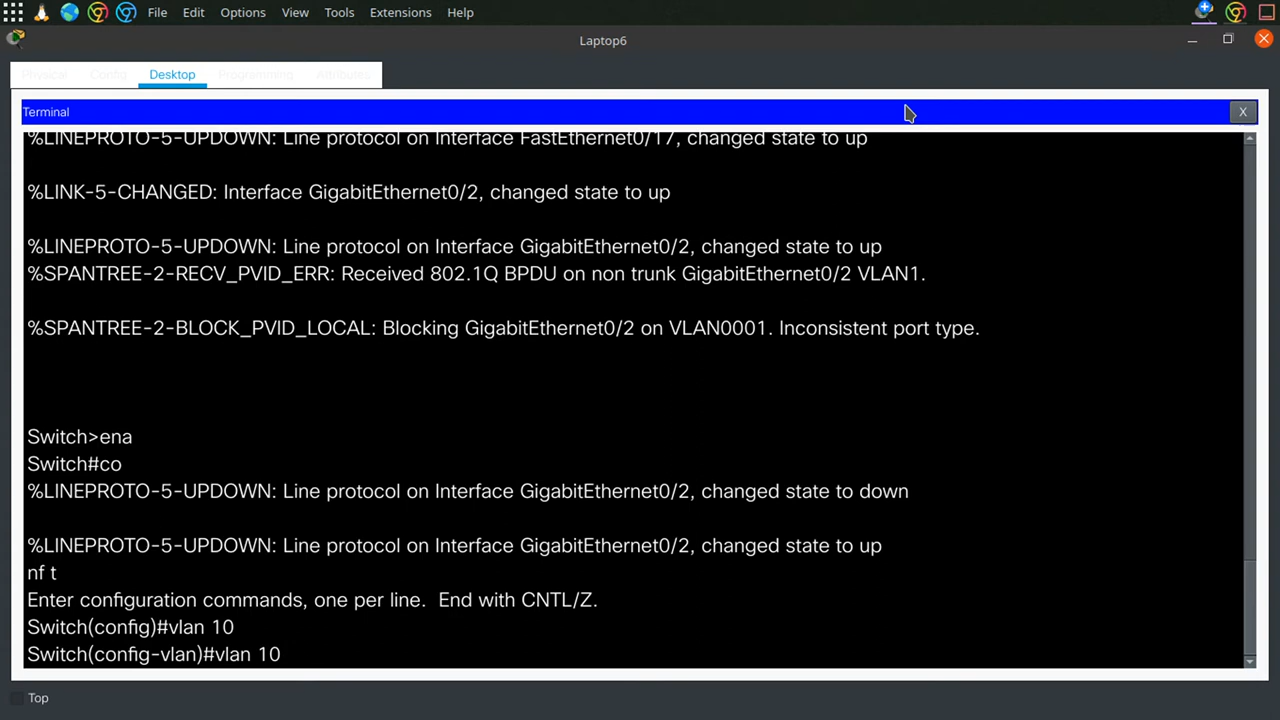 File Edit Options View Tools Extensions Help
Laptop6
Physical Config Desktop Programming Attributes
Terminal X
%LINEPROTO-5-UPDOWN: Line protocol on Interface FastEthernet0/17, changed state to up
%LINK-5-CHANGED: Interface GigabitEthernet0/2, changed state to up
%LINEPROTO-5-UPDOWN: Line protocol on Interface GigabitEthernet0/2, changed state to up
%SPANTREE-2-RECV_PVID_ERR: Received 802.1Q BPDU on non trunk GigabitEthernet0/2 VLAN1.
%SPANTREE-2-BLOCK_PVID_LOCAL: Blocking GigabitEthernet0/2 on VLAN0001. Inconsistent port type.
Switch>ena
Switch#co
%LINEPROTO-5-UPDOWN: Line protocol on Interface GigabitEthernet0/2, changed state to down
%LINEPROTO-5-UPDOWN: Line protocol on Interface GigabitEthernet0/2, changed state to up
nf t
Enter configuration commands, one per line. End with CNTL/Z.
Switch(config)#vlan 10
Switch(config-vlan)#vlan 10
Top